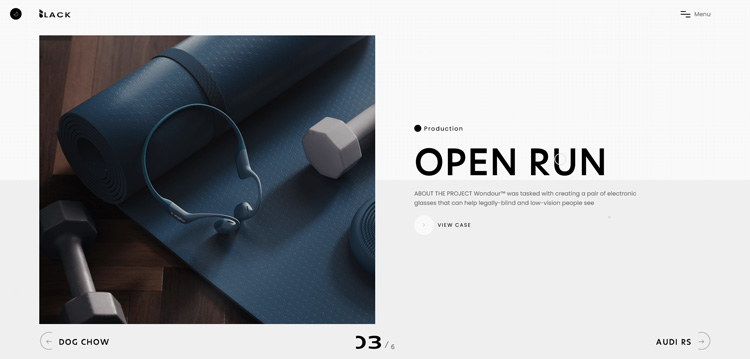 BLACK
Menu
Production
OPEN RUN
ABOUT THE PROJECT Wondour™ was tasked with creating a pair of electronic
glasses that can help legally-blind and low-vision people see
VIEW CASE
DOG CHOW
03 / 6
AUDI RS